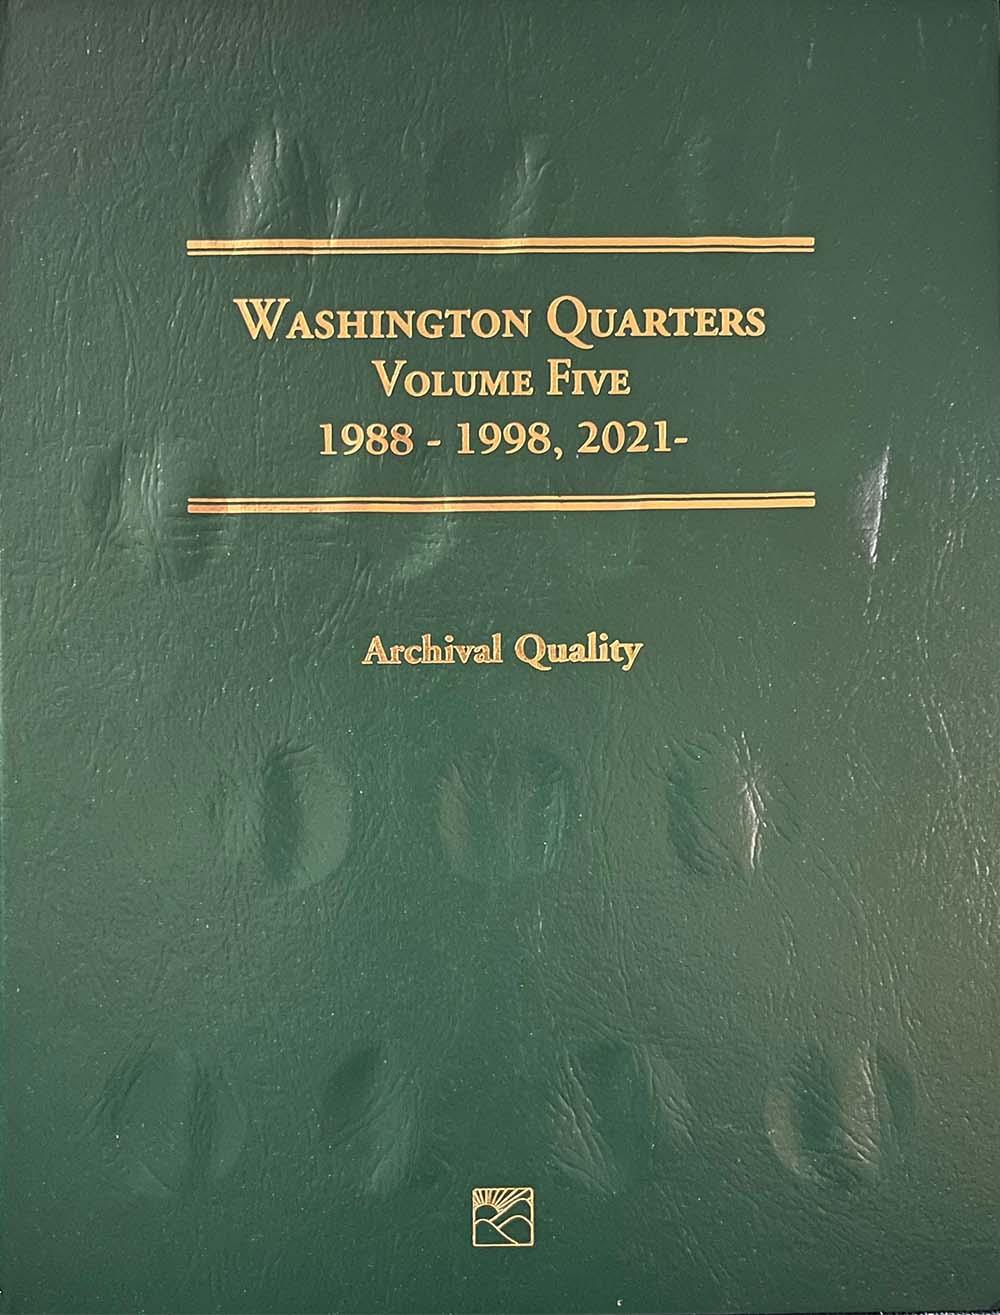 WASHINGTON QUARTERS
VOLUME FIVE
1988 - 1998, 2021-
Archival Quality